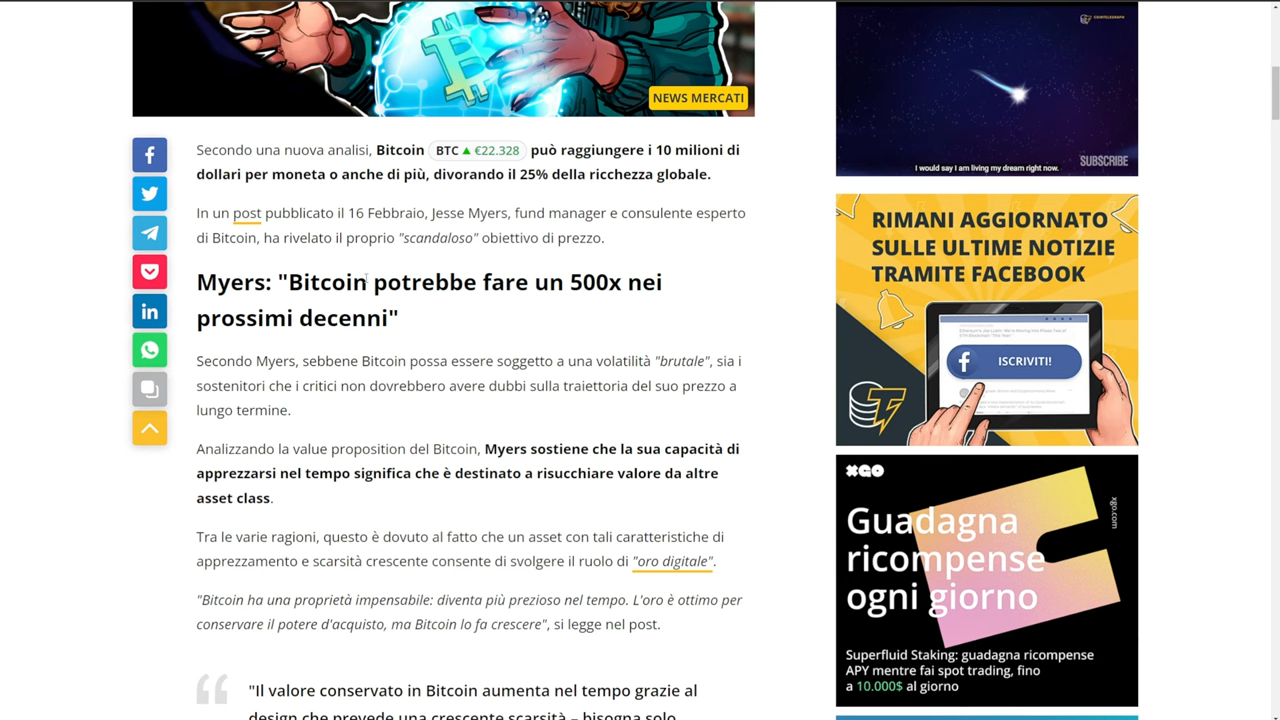 NEWS MERCATI
Secondo una nuova analisi, Bitcoin BTC ▲ €22.328 può raggiungere i 10 milioni di
dollari per moneta o anche di più, divorando il 25% della ricchezza globale.
In un post pubblicato il 16 Febbraio, Jesse Myers, fund manager e consulente esperto
di Bitcoin, ha rivelato il proprio "scandaloso" obiettivo di prezzo.
Myers: "Bitcoin potrebbe fare un 500x nei
prossimi decenni"
Secondo Myers, sebbene Bitcoin possa essere soggetto a una volatilità "brutale", sia i
sostenitori che i critici non dovrebbero avere dubbi sulla traiettoria del suo prezzo a
lungo termine.
Analizzando la value proposition del Bitcoin, Myers sostiene che la sua capacità di
apprezzarsi nel tempo significa che è destinato a risucchiare valore da altre
asset class.
Tra le varie ragioni, questo è dovuto al fatto che un asset con tali caratteristiche di
apprezzamento e scarsità crescente consente di svolgere il ruolo di "oro digitale".
"Bitcoin ha una proprietà impensabile: diventa più prezioso nel tempo. L'oro è ottimo per
conservare il potere d'acquisto, ma Bitcoin lo fa crescere", si legge nel post.
"Il valore conservato in Bitcoin aumenta nel tempo grazie al
design che prevede una crescente scarsità – bisogna solo
COINTELEGRAPH
I would say I am living my dream right now.
SUBSCRIBE
RIMANI AGGIORNATO
SULLE ULTIME NOTIZIE
TRAMITE FACEBOOK
ISCRIVITI!
XGO
xgo.com
Guadagna
ricompense
ogni giorno
Superfluid Staking: guadagna ricompense
APY mentre fai spot trading, fino
a 10.000$ al giorno